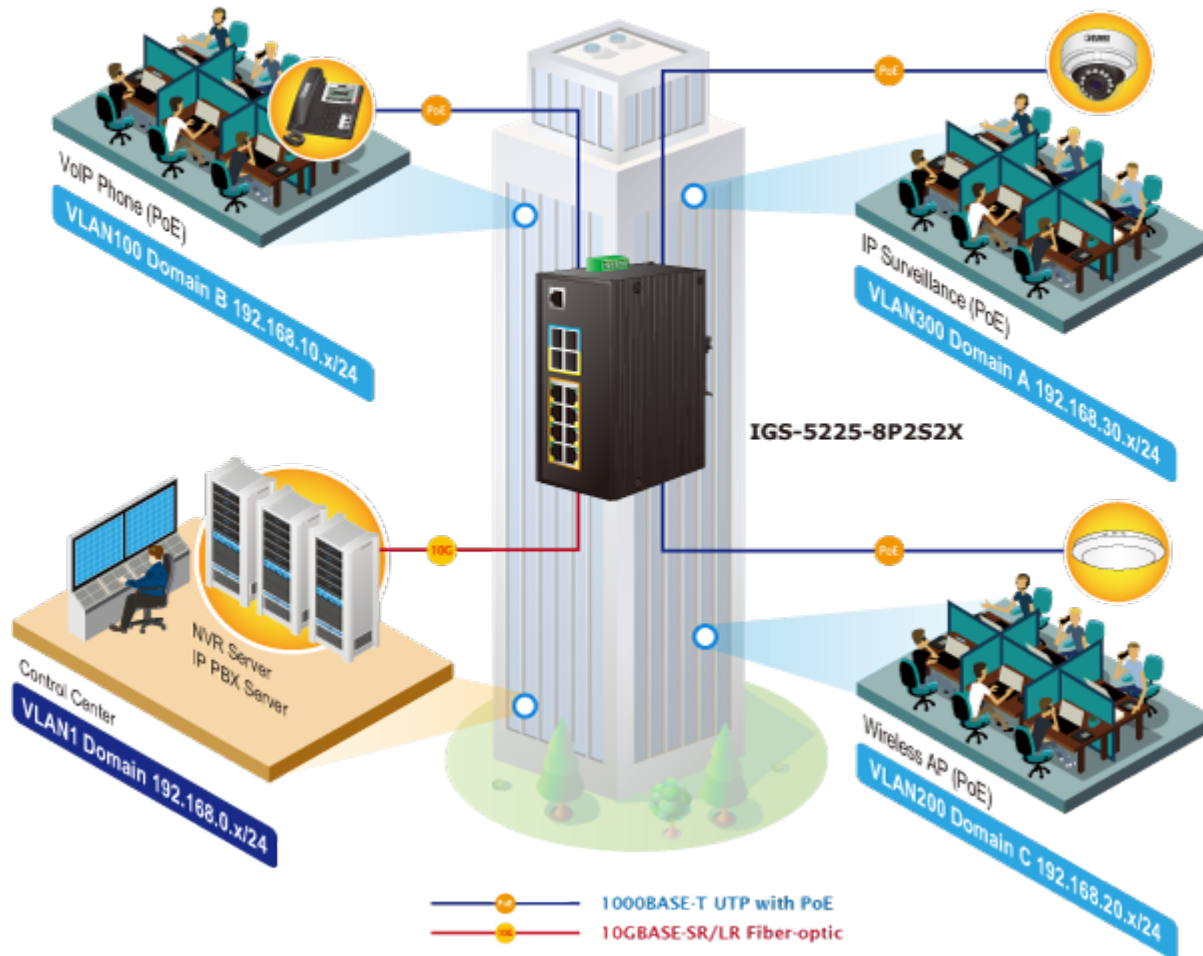 PoE
PoE
VoIP Phone (PoE)
VLAN100 Domain B 192.168.10.x/24
IP Surveillance (PoE)
VLAN300 Domain A 192.168.30.x/24
IGS-5225-8P2S2X
10G
PoE
NVR Server
IP PBX Server
Control Center
VLAN1 Domain 192.168.0.x/24
Wireless AP (PoE)
VLAN200 Domain C 192.168.20.x/24
PoE 1000BASE-T UTP with PoE
10G 10GBASE-SR/LR Fiber-optic